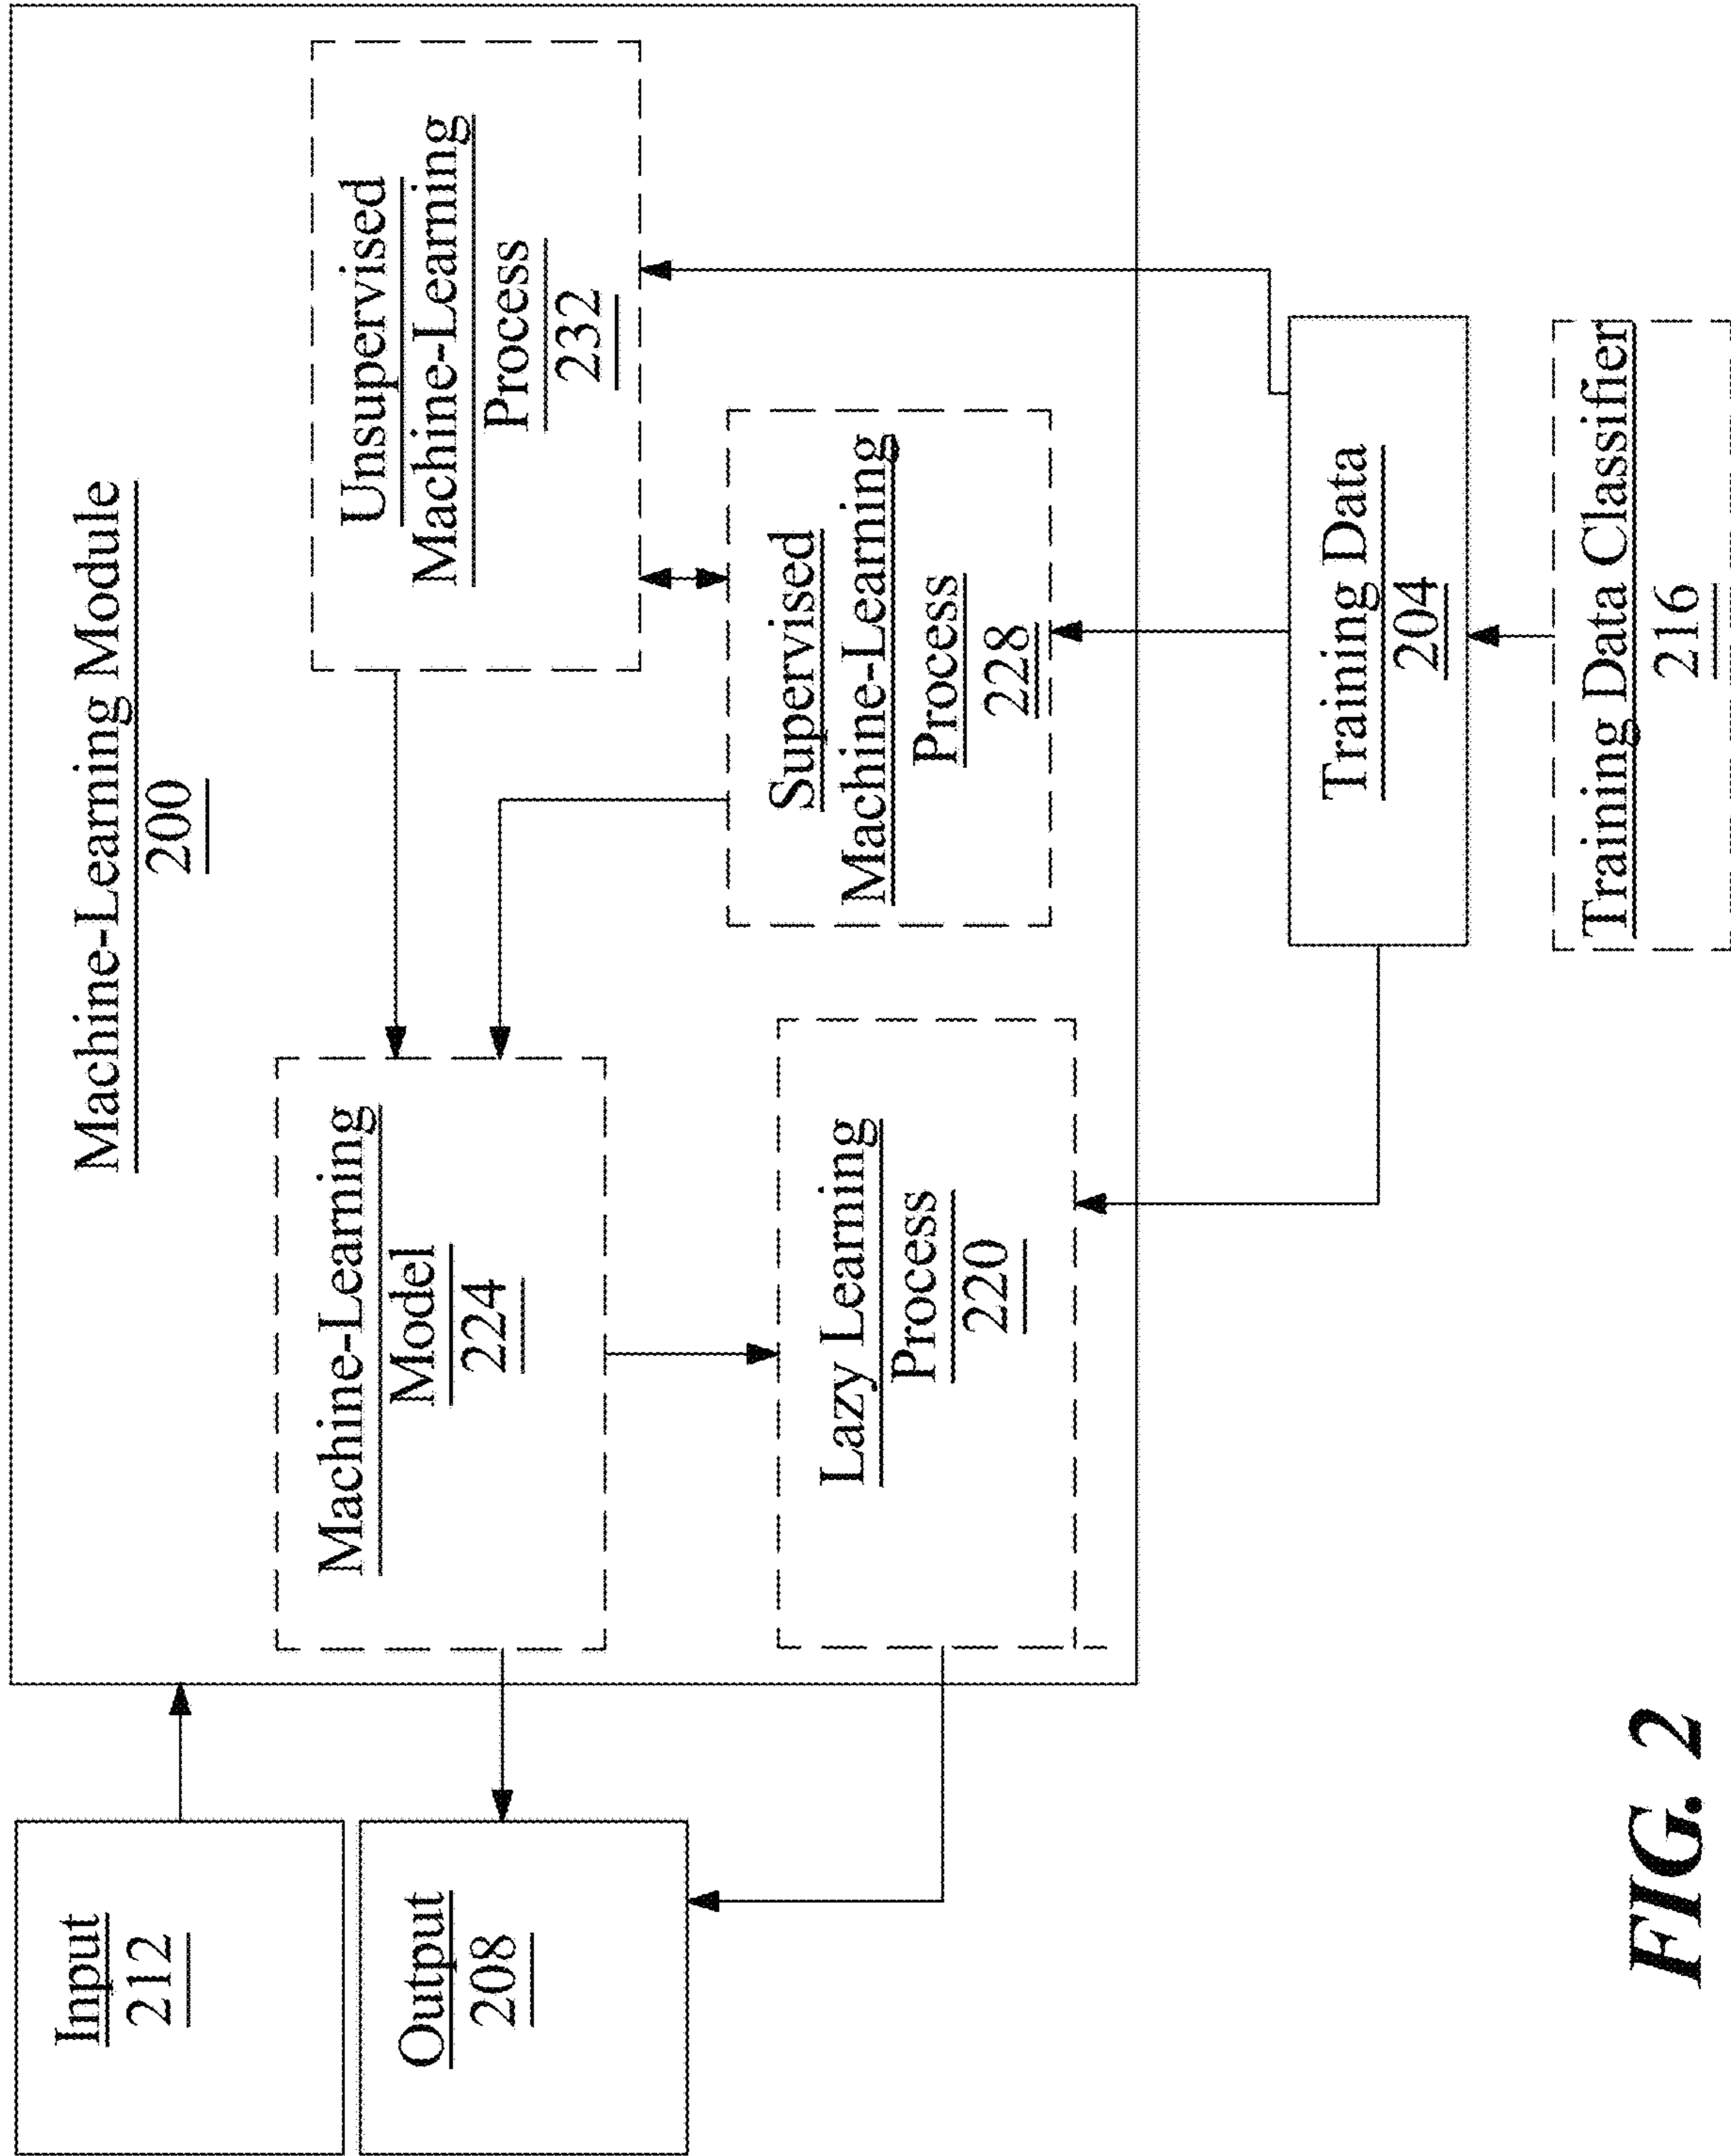 Machine-Learning Module
200
Input
212
Output
208
Machine-Learning
Model
224
Unsupervised
Machine-Learning
Process
232
Lazy Learning
Process
220
Supervised
Machine-Learning
Process
228
Training Data
204
Training Data Classifier
216
FIG. 2